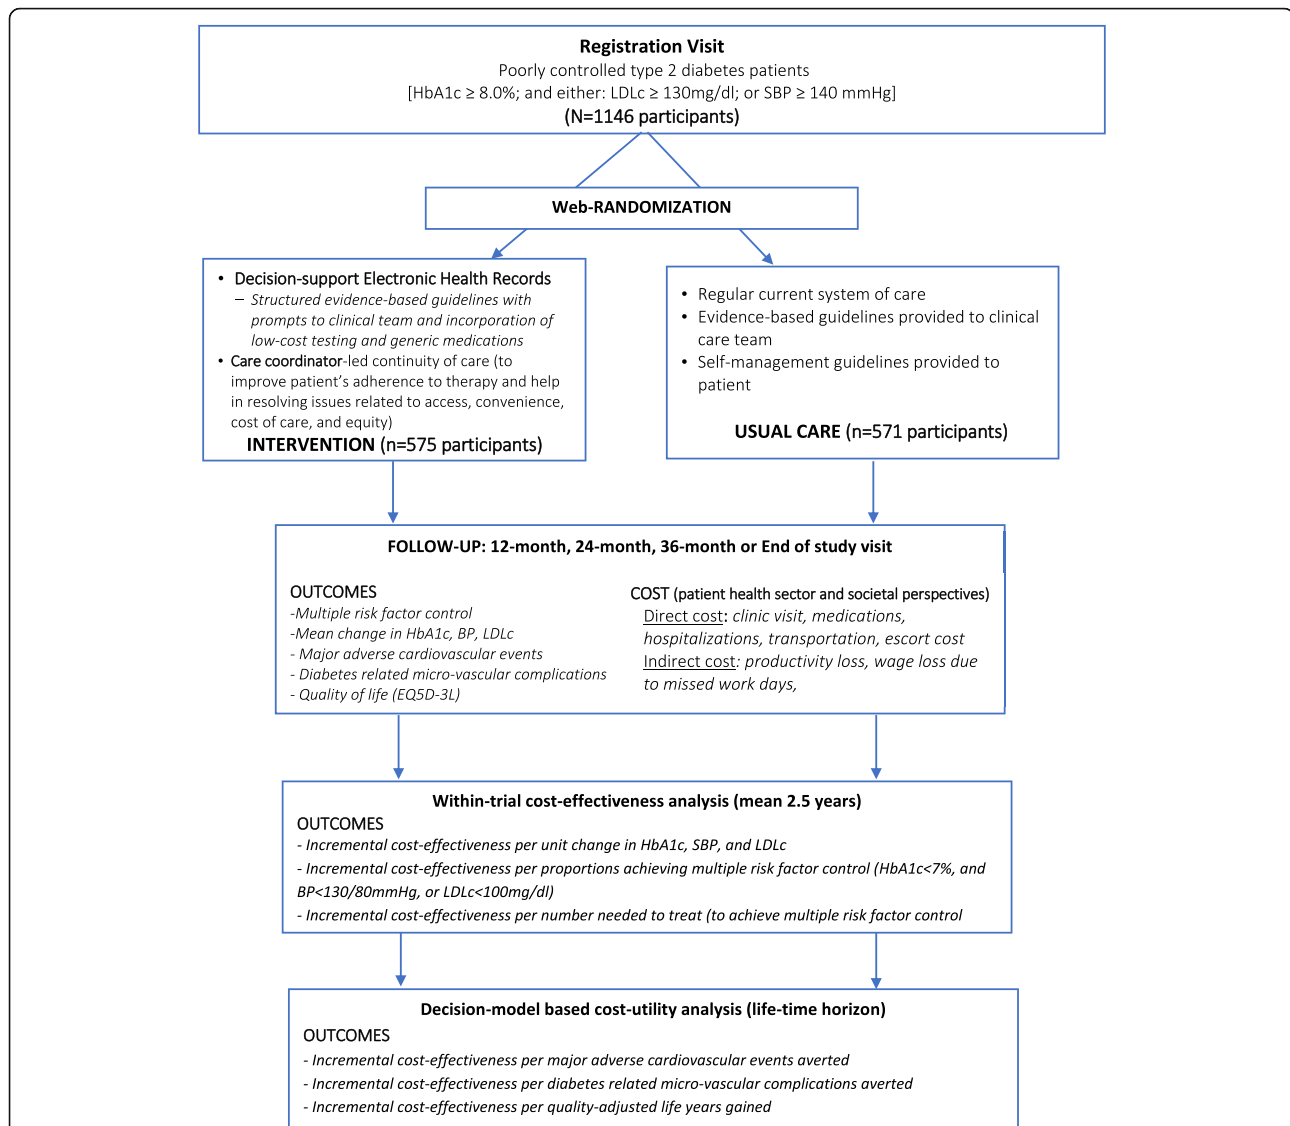 Registration Visit
Poorly controlled type 2 diabetes patients
[HbA1c ≥ 8.0%; and either: LDLc ≥ 130mg/dl; or SBP ≥ 140 mmHg]
(N=1146 participants)
Web-RANDOMIZATION
• Decision-support Electronic Health Records
– Structured evidence-based guidelines with
prompts to clinical team and incorporation of
low-cost testing and generic medications
• Care coordinator-led continuity of care (to
improve patient’s adherence to therapy and help
in resolving issues related to access, convenience,
cost of care, and equity)
INTERVENTION (n=575 participants)
• Regular current system of care
• Evidence-based guidelines provided to clinical
care team
• Self-management guidelines provided to
patient
USUAL CARE (n=571 participants)
FOLLOW-UP: 12-month, 24-month, 36-month or End of study visit
OUTCOMES
-Multiple risk factor control
-Mean change in HbA1c, BP, LDLc
- Major adverse cardiovascular events
- Diabetes related micro-vascular complications
- Quality of life (EQ5D-3L)
COST (patient health sector and societal perspectives)
Direct cost: clinic visit, medications,
hospitalizations, transportation, escort cost
Indirect cost: productivity loss, wage loss due
to missed work days,
Within-trial cost-effectiveness analysis (mean 2.5 years)
OUTCOMES
- Incremental cost-effectiveness per unit change in HbA1c, SBP, and LDLc
- Incremental cost-effectiveness per proportions achieving multiple risk factor control (HbA1c<7%, and
BP<130/80mmHg, or LDLc<100mg/dl)
- Incremental cost-effectiveness per number needed to treat (to achieve multiple risk factor control
Decision-model based cost-utility analysis (life-time horizon)
OUTCOMES
- Incremental cost-effectiveness per major adverse cardiovascular events averted
- Incremental cost-effectiveness per diabetes related micro-vascular complications averted
- Incremental cost-effectiveness per quality-adjusted life years gained